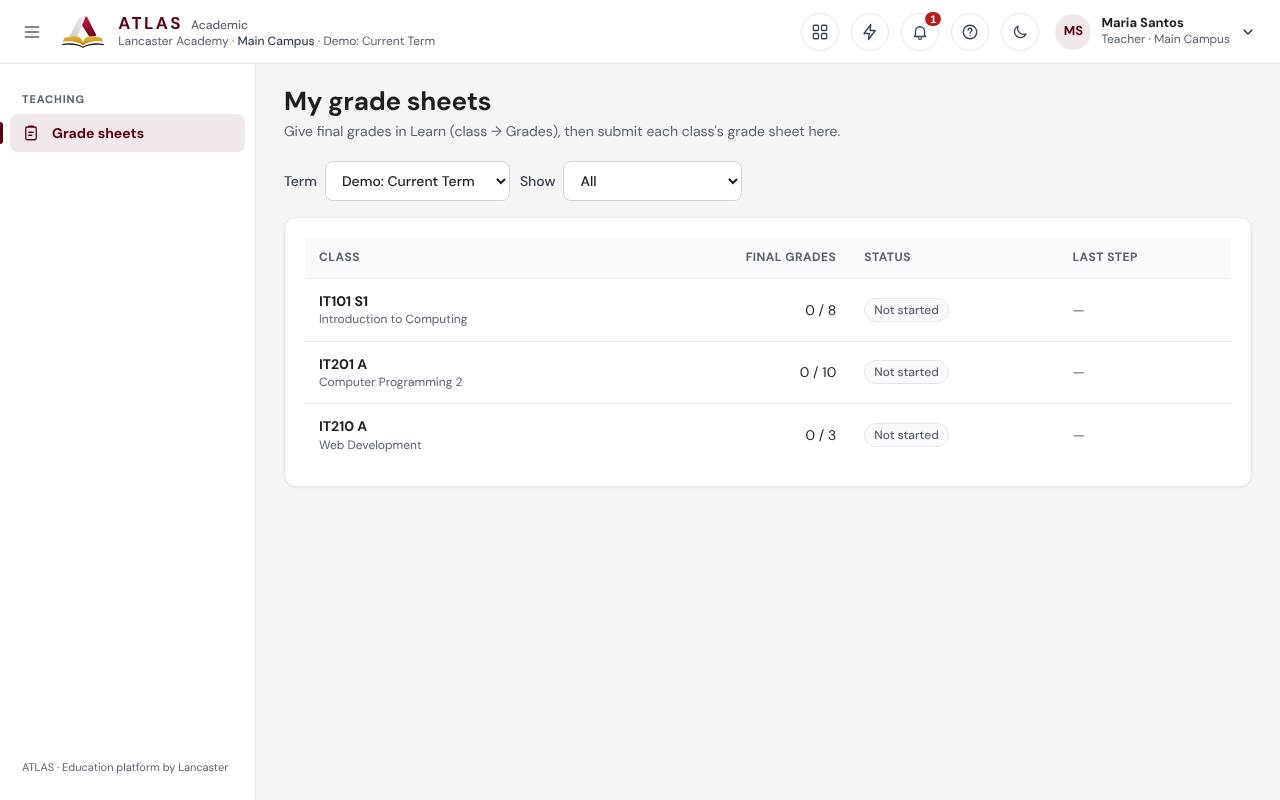 ATLAS Academic
Lancaster Academy · Main Campus · Demo: Current Term
1
MS
Maria Santos
Teacher · Main Campus
TEACHING
Grade sheets
My grade sheets
Give final grades in Learn (class → Grades), then submit each class's grade sheet here.
Term Demo: Current Term Show All
CLASS FINAL GRADES STATUS LAST STEP
IT101 S1
Introduction to Computing
0 / 8 Not started —
IT201 A
Computer Programming 2
0 / 10 Not started —
IT210 A
Web Development
0 / 3 Not started —
ATLAS · Education platform by Lancaster